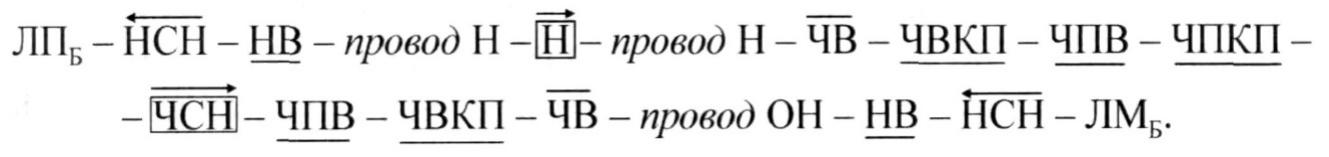 ЛП_Б – НСН – НВ – провод Н – Н – провод Н – ЧВ – ЧВКП – ЧПВ – ЧПКП –
– ЧСН – ЧПВ – ЧВКП – ЧВ – провод ОН – НВ – НСН – ЛМ_Б.